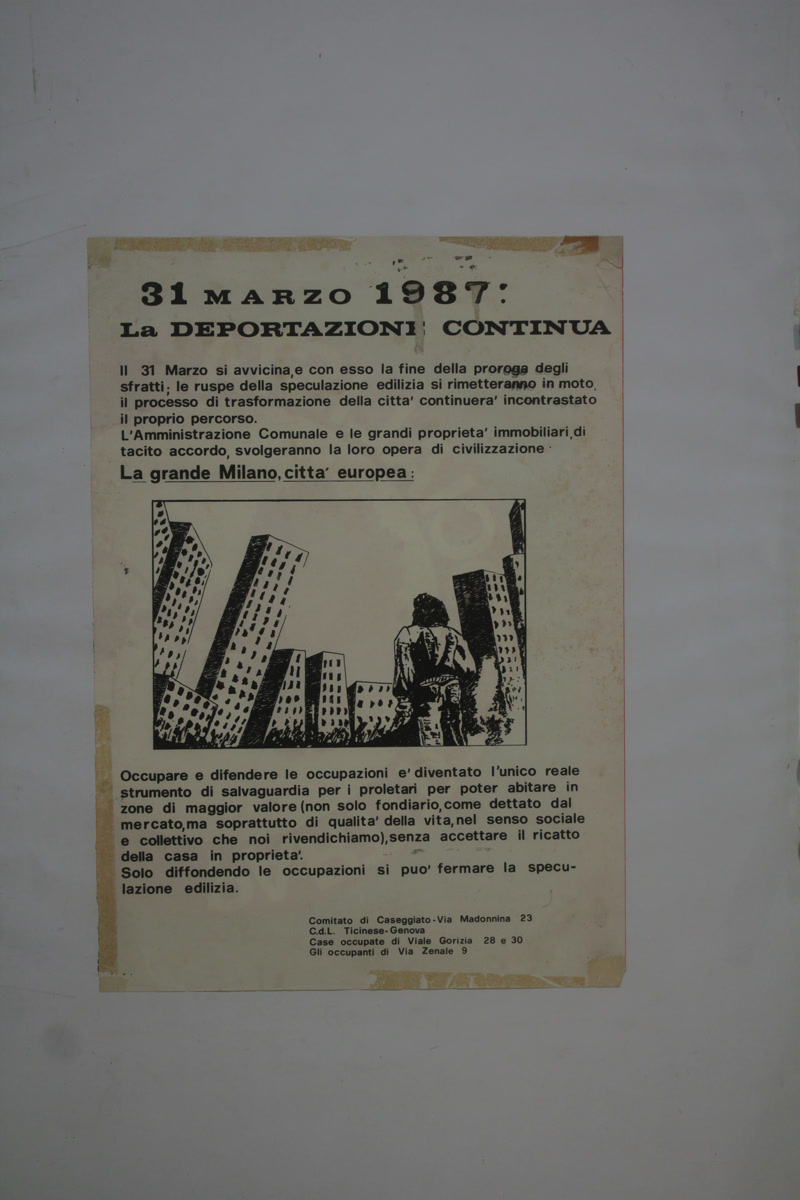 31 MARZO 1987:
La DEPORTAZIONE CONTINUA
Il 31 Marzo si avvicina,e con esso la fine della proroga degli
sfratti; le ruspe della speculazione edilizia si rimetteranno in moto,
il processo di trasformazione della citta' continuera' incontrastato
il proprio percorso.
L'Amministrazione Comunale e le grandi proprieta' immobiliari,di
tacito accordo, svolgeranno la loro opera di civilizzazione.
La grande Milano,citta' europea:
Occupare e difendere le occupazioni e' diventato l'unico reale
strumento di salvaguardia per i proletari per poter abitare in
zone di maggior valore (non solo fondiario,come dettato dal
mercato,ma soprattutto di qualita' della vita,nel senso sociale
e collettivo che noi rivendichiamo),senza accettare il ricatto
della casa in proprieta'.
Solo diffondendo le occupazioni si puo' fermare la specu-
lazione edilizia.
Comitato di Caseggiato-Via Madonnina 23
C.d.L. Ticinese-Genova
Case occupate di Viale Gorizia 28 e 30
Gli occupanti di Via Zenale 9